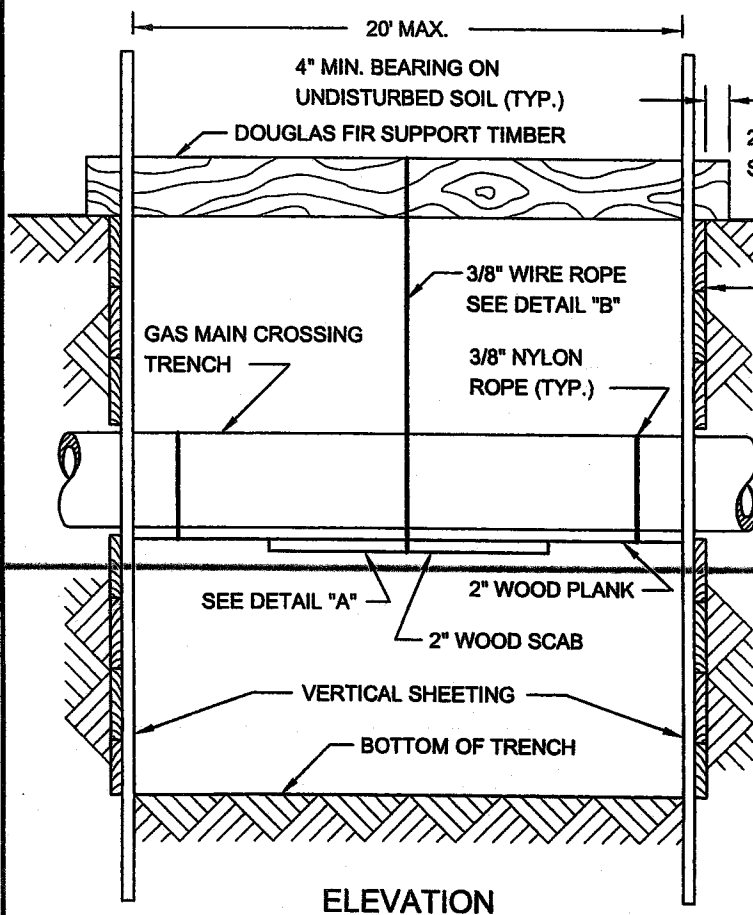 20' MAX.
4" MIN. BEARING ON
UNDISTURBED SOIL (TYP.)
DOUGLAS FIR SUPPORT TIMBER
2
S
3/8" WIRE ROPE
SEE DETAIL "B"
GAS MAIN CROSSING
TRENCH
3/8" NYLON
ROPE (TYP.)
SEE DETAIL "A"
2" WOOD PLANK
2" WOOD SCAB
VERTICAL SHEETING
BOTTOM OF TRENCH
ELEVATION